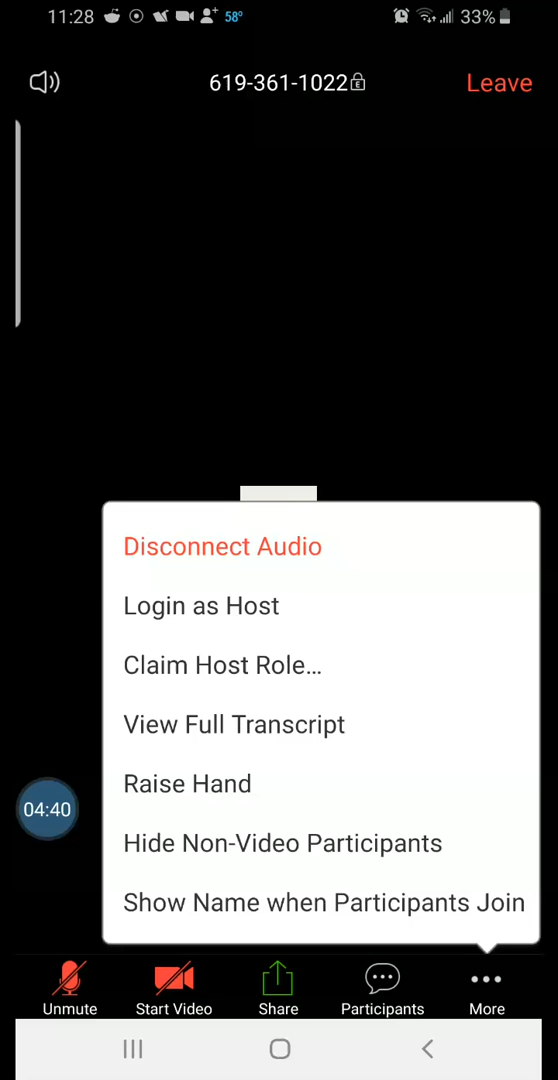 11:28 58° 33%
619-361-1022 E Leave
Disconnect Audio
Login as Host
Claim Host Role...
View Full Transcript
Raise Hand
04:40
Hide Non-Video Participants
Show Name when Participants Join
Unmute Start Video Share Participants More